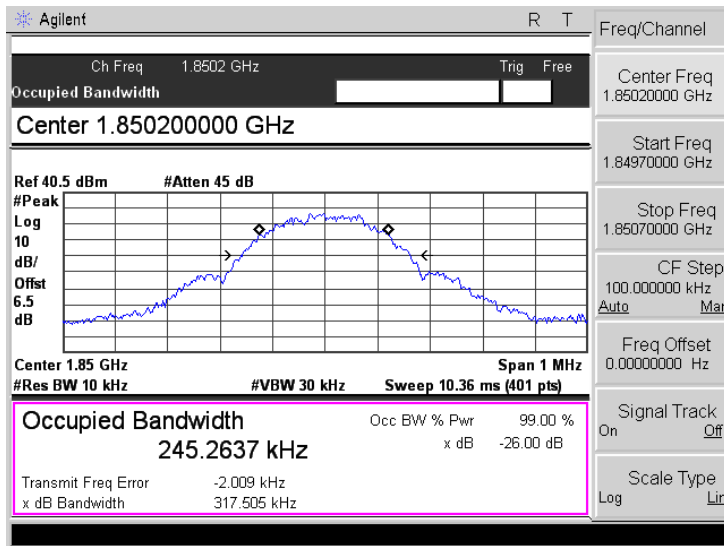 Agilent R T
Ch Freq 1.8502 GHz Trig Free
Occupied Bandwidth
Center 1.850200000 GHz
Ref 40.5 dBm #Atten 45 dB
#Peak
Log
10
dB/
Offst
6.5
dB
Center 1.85 GHz Span 1 MHz
#Res BW 10 kHz #VBW 30 kHz Sweep 10.36 ms (401 pts)
Occupied Bandwidth
245.2637 kHz
Occ BW % Pwr 99.00 %
x dB -26.00 dB
Transmit Freq Error -2.009 kHz
x dB Bandwidth 317.505 kHz
Freq/Channel
Center Freq
1.85020000 GHz
Start Freq
1.84970000 GHz
Stop Freq
1.85070000 GHz
CF Step
100.000000 kHz
Auto Man
Freq Offset
0.00000000 Hz
Signal Track
On Off
Scale Type
Log Lin